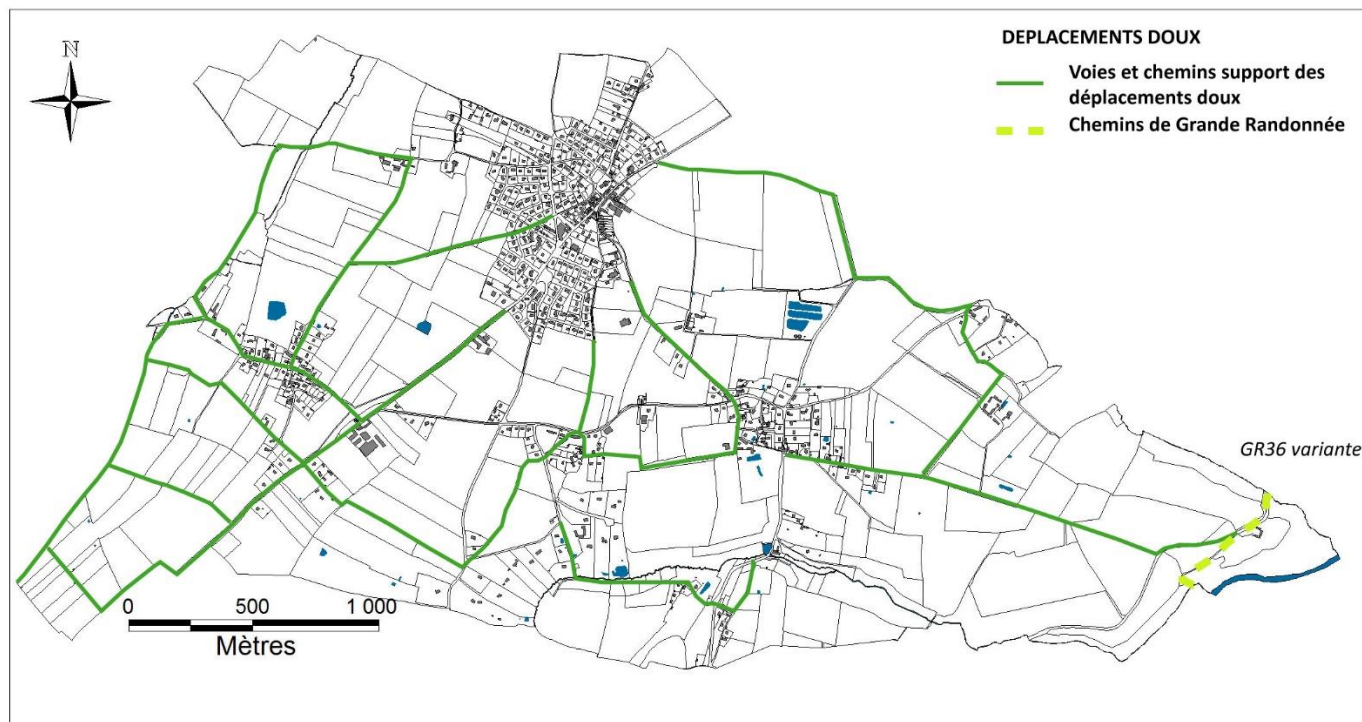 DEPLACEMENTS DOUX
Voies et chemins support des
déplacements doux
Chemins de Grande Randonnée
N
GR36 variante
0 500 1 000
Mètres